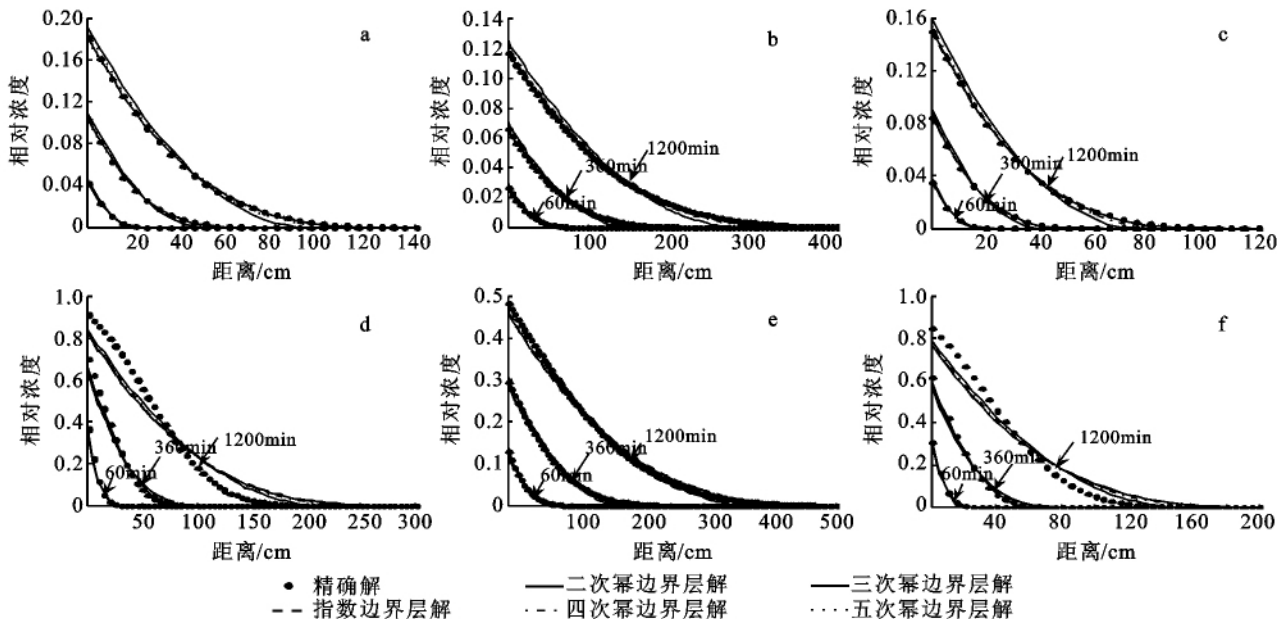 a
0.20
0.16
0.12
0.08
0.04
0
相对浓度
20 40 60 80 100 120 140
距离/cm
b
0.14
0.12
0.10
0.08
0.06
0.04
0.02
0
相对浓度
1200min
360min
60min
100 200 300 400
距离/cm
c
0.16
0.12
0.08
0.04
0
相对浓度
1200min
360min
60min
20 40 60 80 100 120
距离/cm
d
1.0
0.8
0.6
0.4
0.2
0
相对浓度
1200min
360min
60min
50 100 150 200 250 300
距离/cm
e
0.5
0.4
0.3
0.2
0.1
0
相对浓度
1200min
360min
60min
100 200 300 400 500
距离/cm
f
1.0
0.8
0.6
0.4
0.2
0
相对浓度
1200min
360min
60min
40 80 120 160 200
距离/cm
精确解 二次幂边界层解 三次幂边界层解
指数边界层解 四次幂边界层解 五次幂边界层解